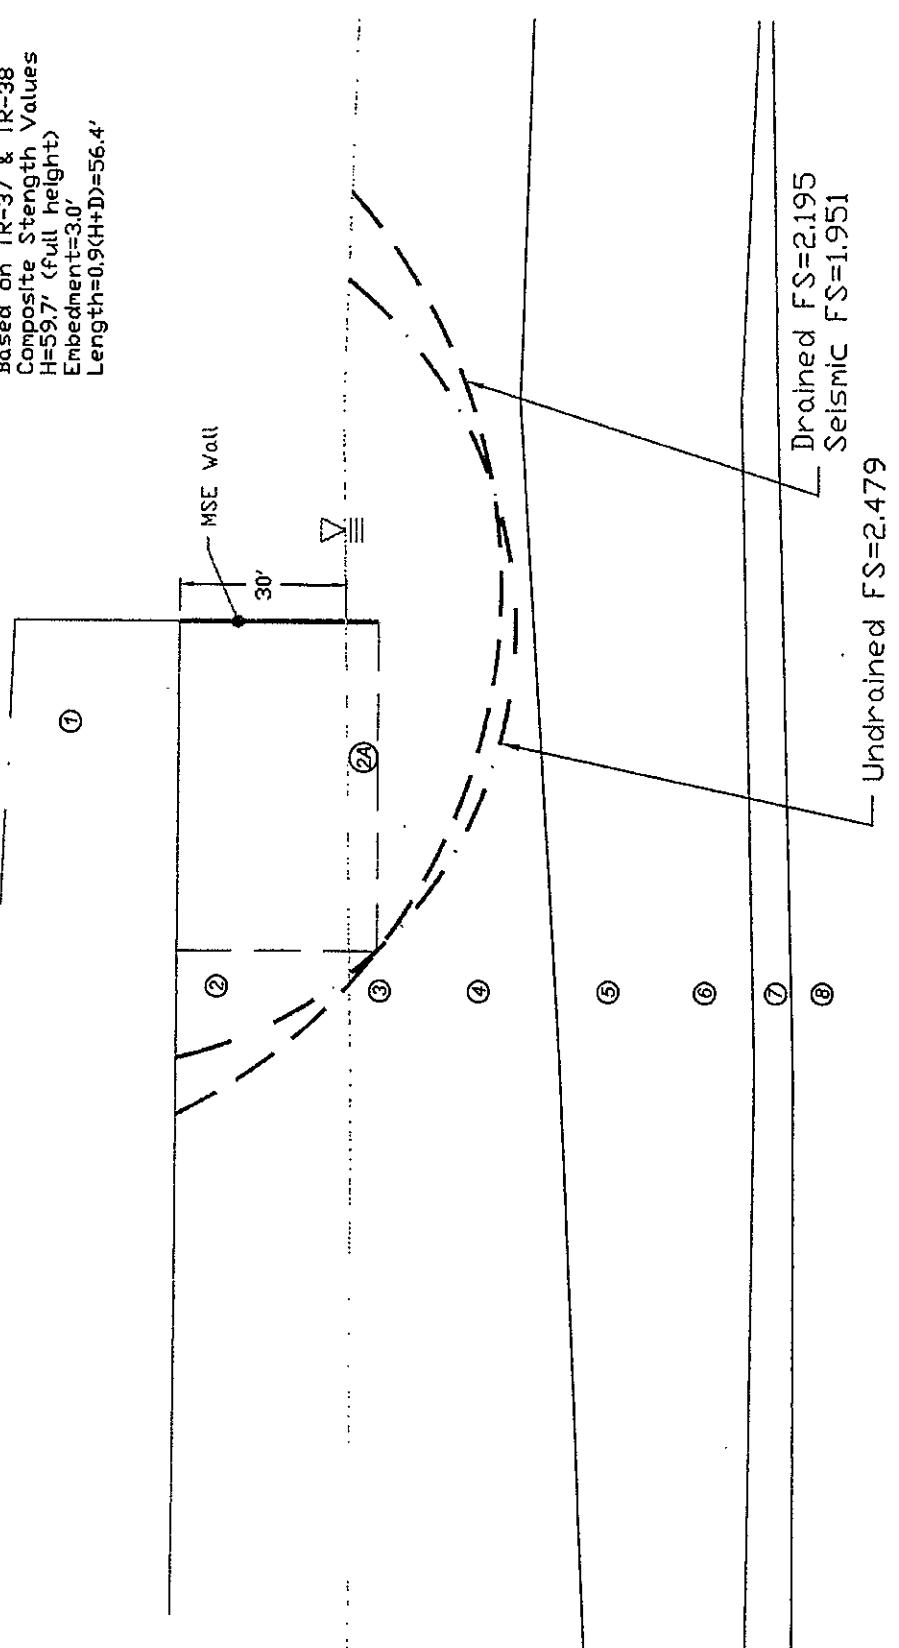 Based on TR-37 & TR-38
Composite Stength Values
H=59.7' (full height)
Embedment=3.0'
Length=0.9(H+D)=56.4'
MSE Wall
30'
①
②A
②
③
④
⑤
⑥
⑦
⑧
Drained FS=2.195
Seismic FS=1.951
Undrained FS=2.479